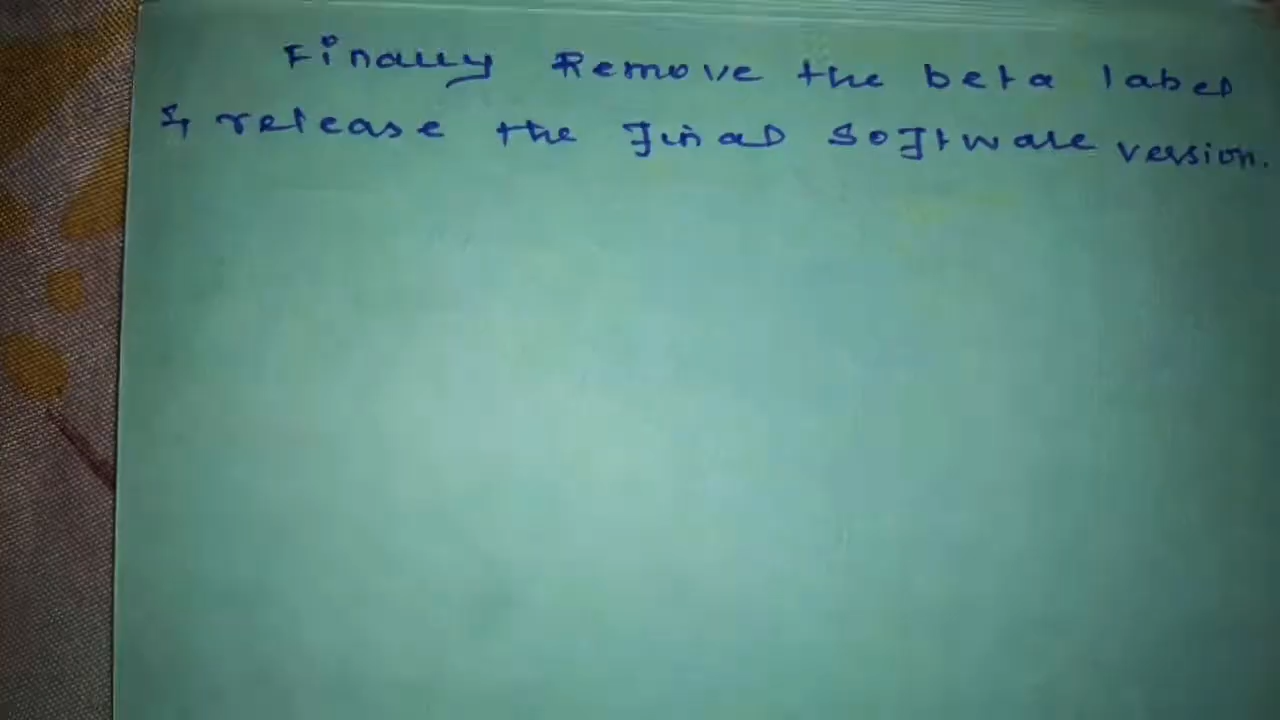 Finally Remove the beta label
& release the final software version.